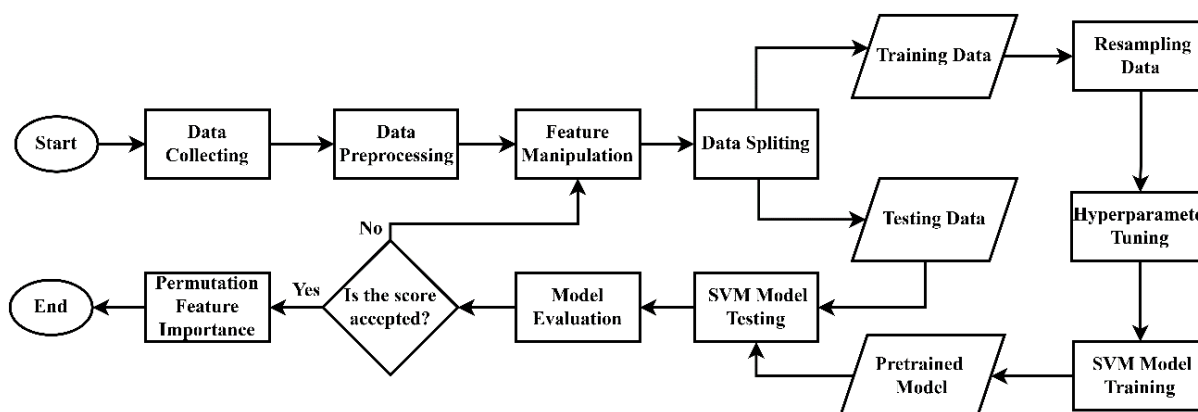 Start
Data
Collecting
Data
Preprocessing
Feature
Manipulation
Data Spliting
Training Data
Resampling
Data
Testing Data
Hyperparamete
Tuning
SVM Model
Training
Pretrained
Model
SVM Model
Testing
Model
Evaluation
Is the score
accepted?
No
Yes
Permutation
Feature
Importance
End